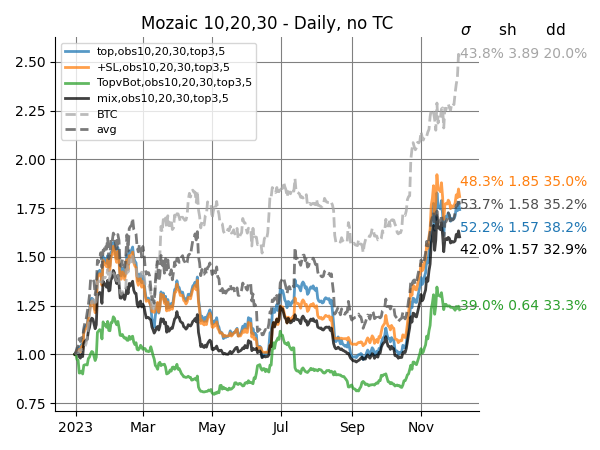 Mozaic 10,20,30 - Daily, no TC
σ sh dd
top,obs10,20,30,top3,5
+SL,obs10,20,30,top3,5
TopvBot,obs10,20,30,top3,5
mix,obs10,20,30,top3,5
BTC
avg
43.8% 3.89 20.0%
48.3% 1.85 35.0%
53.7% 1.58 35.2%
52.2% 1.57 38.2%
42.0% 1.57 32.9%
39.0% 0.64 33.3%
2.50
2.25
2.00
1.75
1.50
1.25
1.00
0.75
2023 Mar May Jul Sep Nov